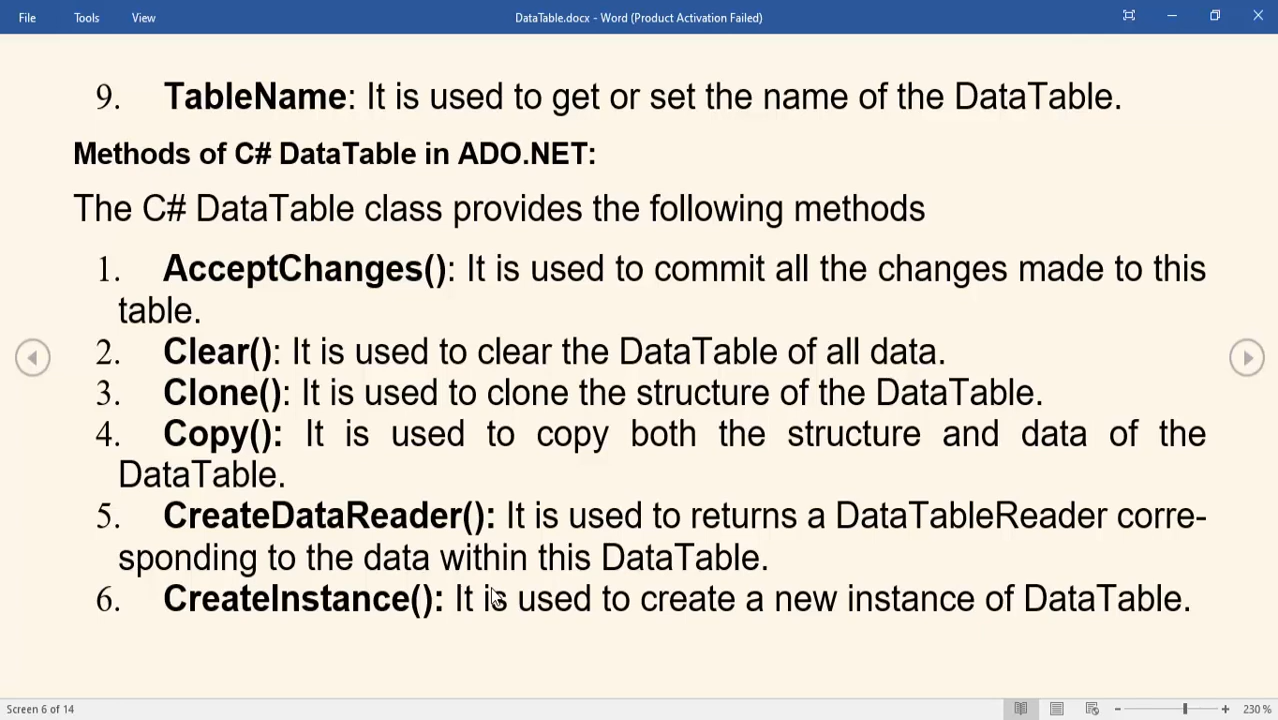 File Tools View DataTable.docx - Word (Product Activation Failed)
9. TableName: It is used to get or set the name of the DataTable.
Methods of C# DataTable in ADO.NET:
The C# DataTable class provides the following methods
1. AcceptChanges(): It is used to commit all the changes made to this
table.
2. Clear(): It is used to clear the DataTable of all data.
3. Clone(): It is used to clone the structure of the DataTable.
4. Copy(): It is used to copy both the structure and data of the
DataTable.
5. CreateDataReader(): It is used to returns a DataTableReader corre-
sponding to the data within this DataTable.
6. CreateInstance(): It is used to create a new instance of DataTable.
Screen 6 of 14 230 %